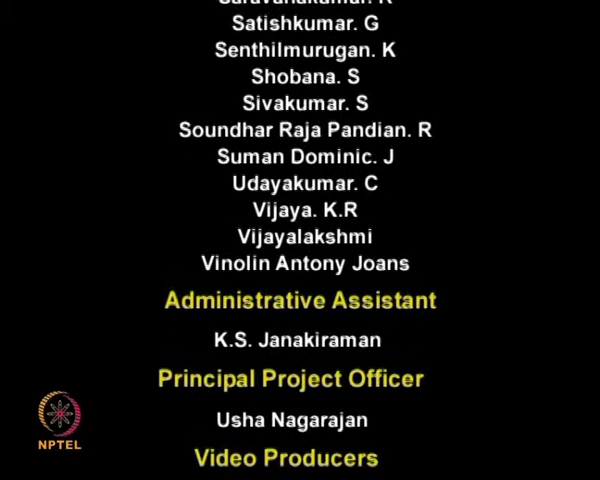 Satishkumar. G
Senthilmurugan. K
Shobana. S
Sivakumar. S
Soundhar Raja Pandian. R
Suman Dominic. J
Udayakumar. C
Vijaya. K.R
Vijayalakshmi
Vinolin Antony Joans
Administrative Assistant
K.S. Janakiraman
Principal Project Officer
Usha Nagarajan
Video Producers
NPTEL